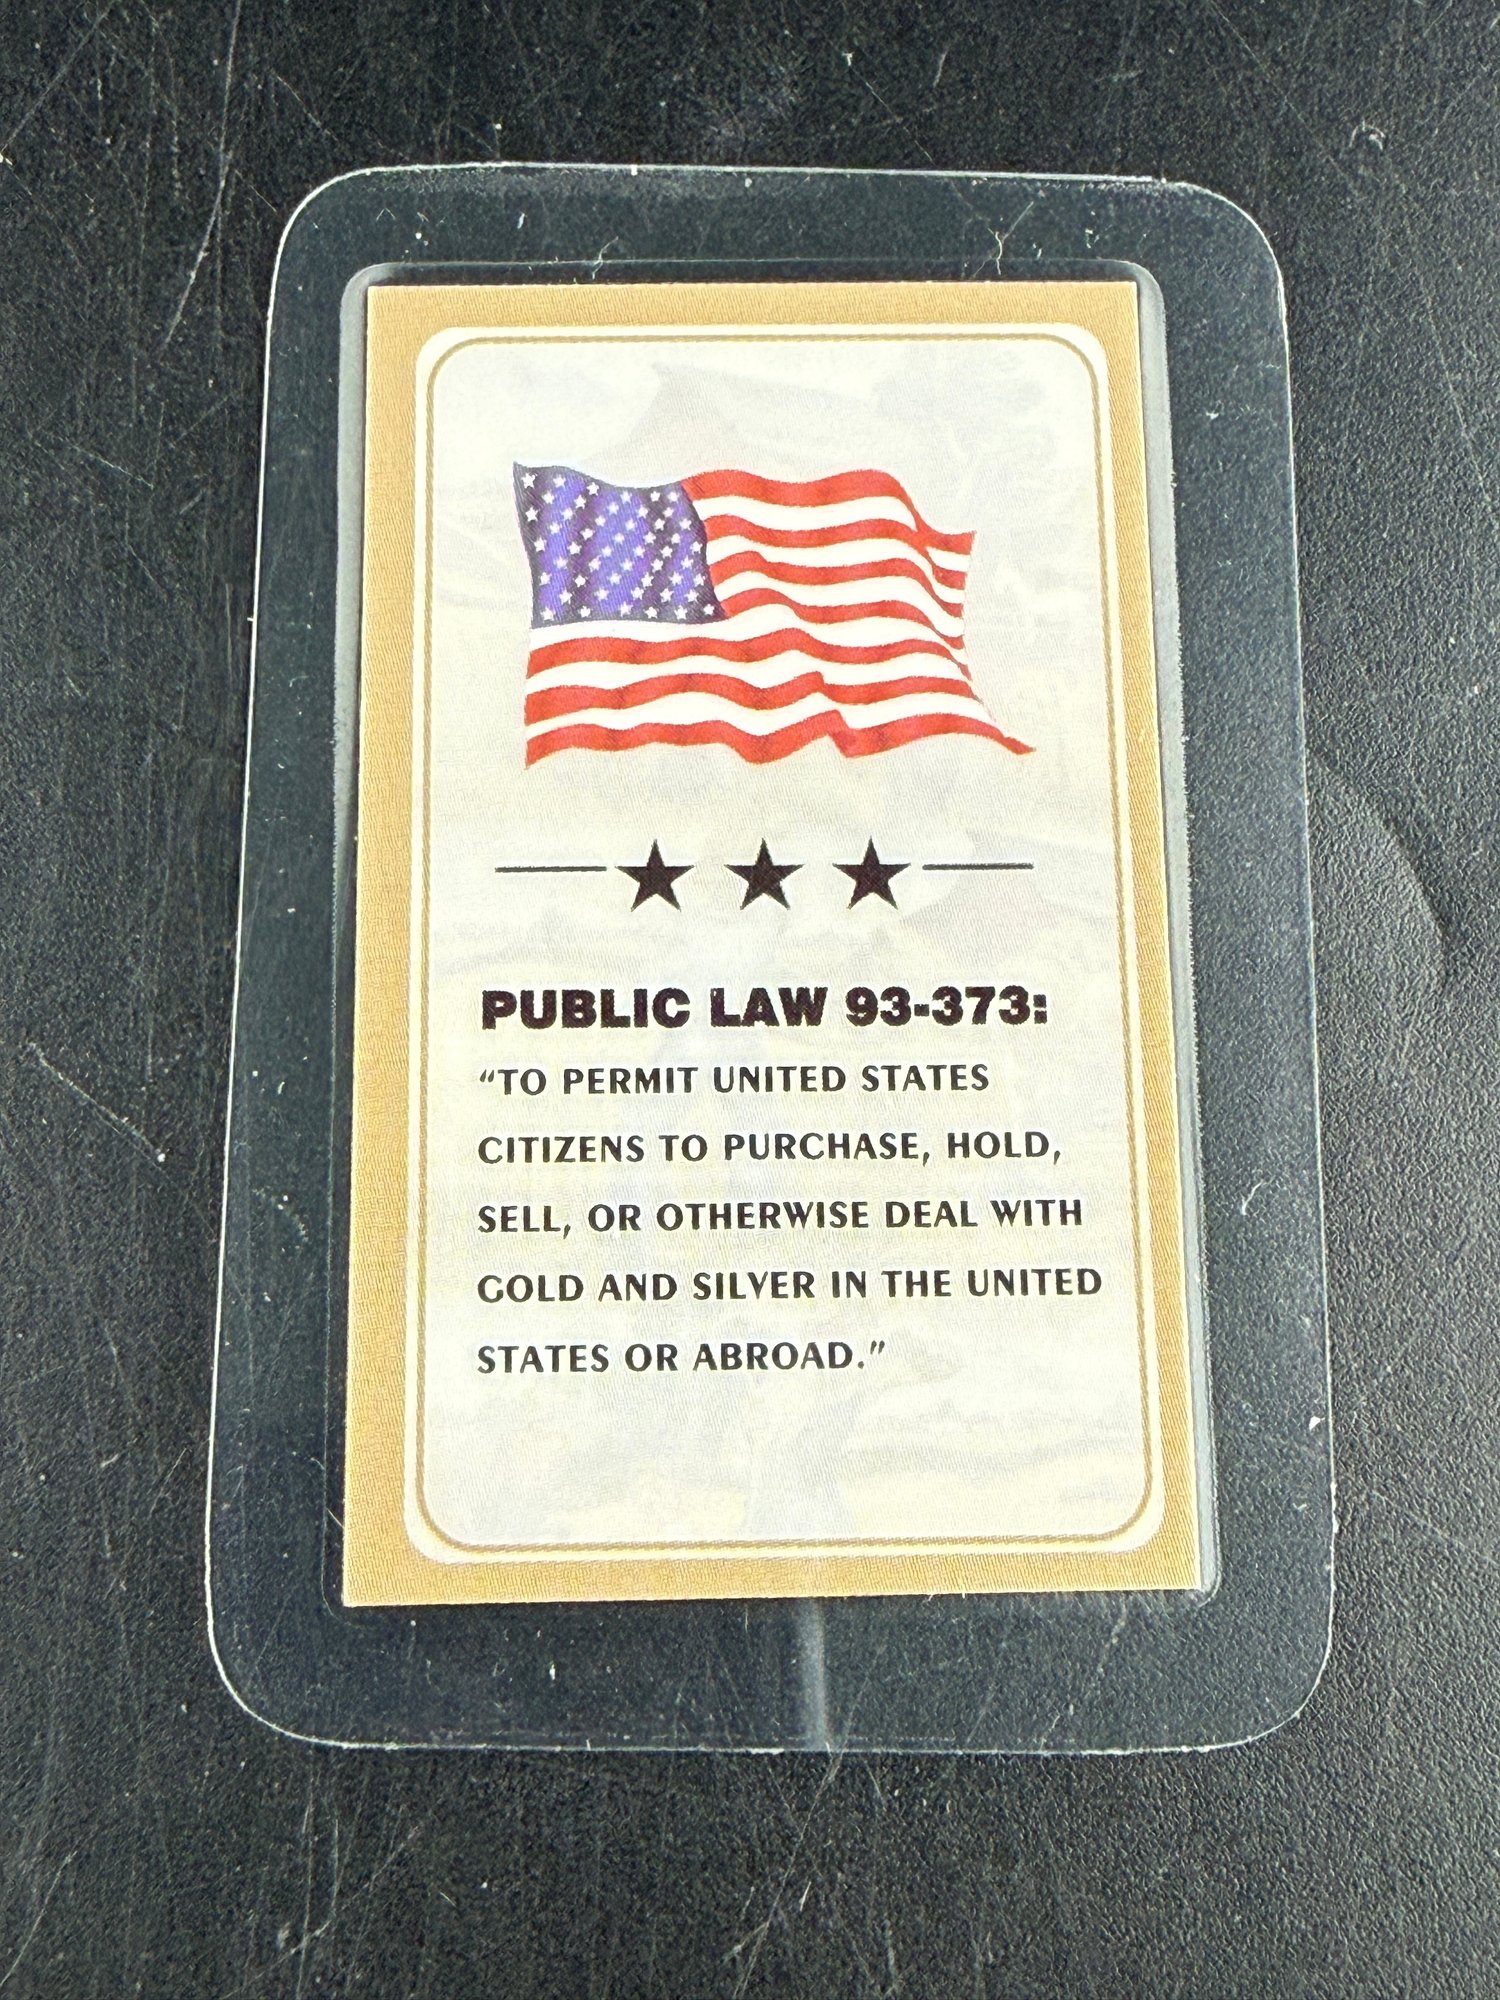 PUBLIC LAW 93-373:
“TO PERMIT UNITED STATES
CITIZENS TO PURCHASE, HOLD,
SELL, OR OTHERWISE DEAL WITH
GOLD AND SILVER IN THE UNITED
STATES OR ABROAD.”